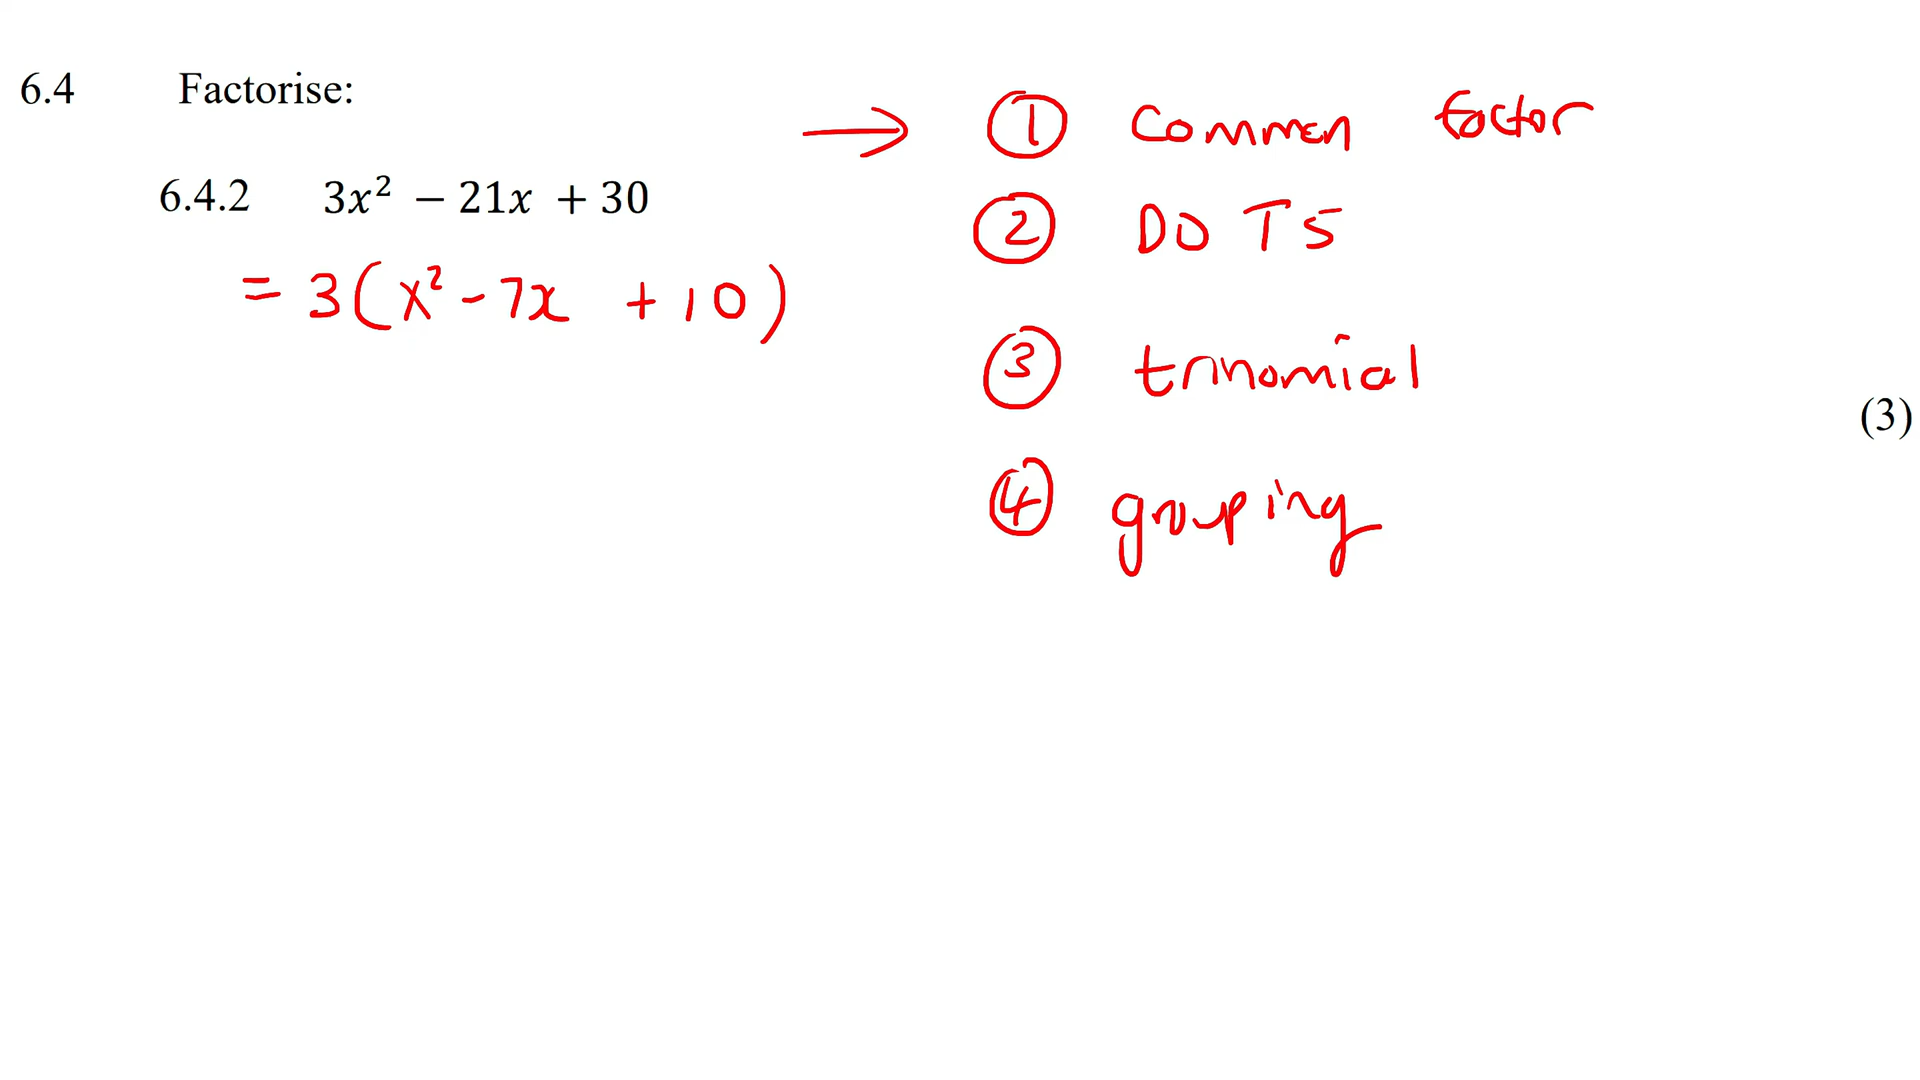 6.4 Factorise:
6.4.2 3x² − 21x + 30
= 3(x² - 7x + 10)
→ ① Common factor
② DOTS
③ trinomial
④ grouping
(3)